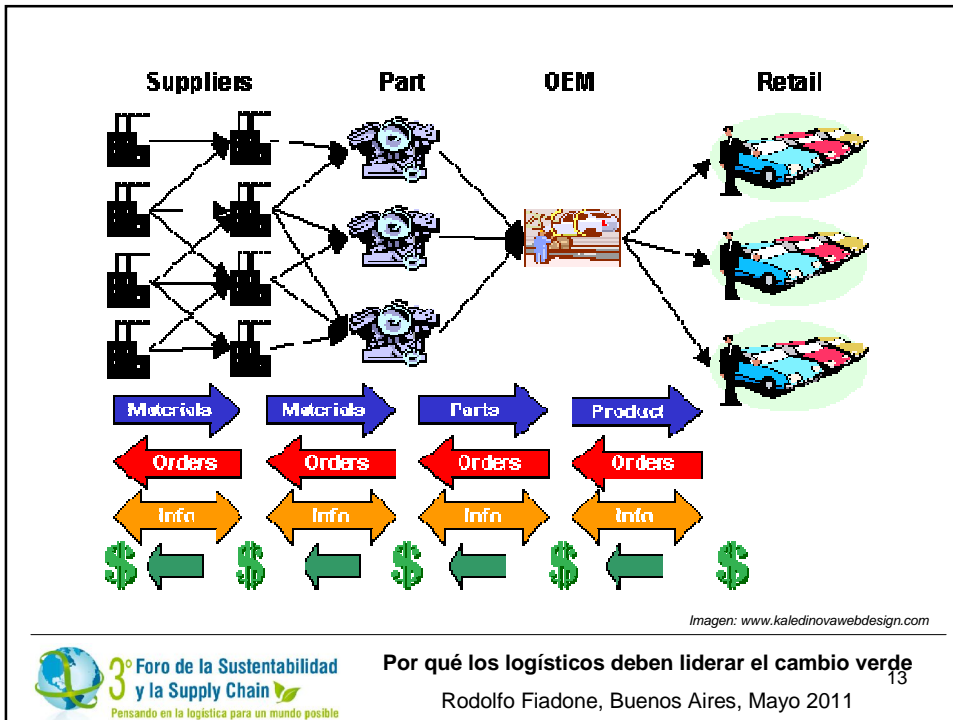 Suppliers Part OEM Retail
Materials Materials Parts Product
Orders Orders Orders Orders
Info Info Info Info
$ $ $ $ $
Imagen: www.kaledinovawebdesign.com
3º Foro de la Sustentabilidad
y la Supply Chain
Pensando en la logística para un mundo posible
Por qué los logísticos deben liderar el cambio verde
13
Rodolfo Fiadone, Buenos Aires, Mayo 2011